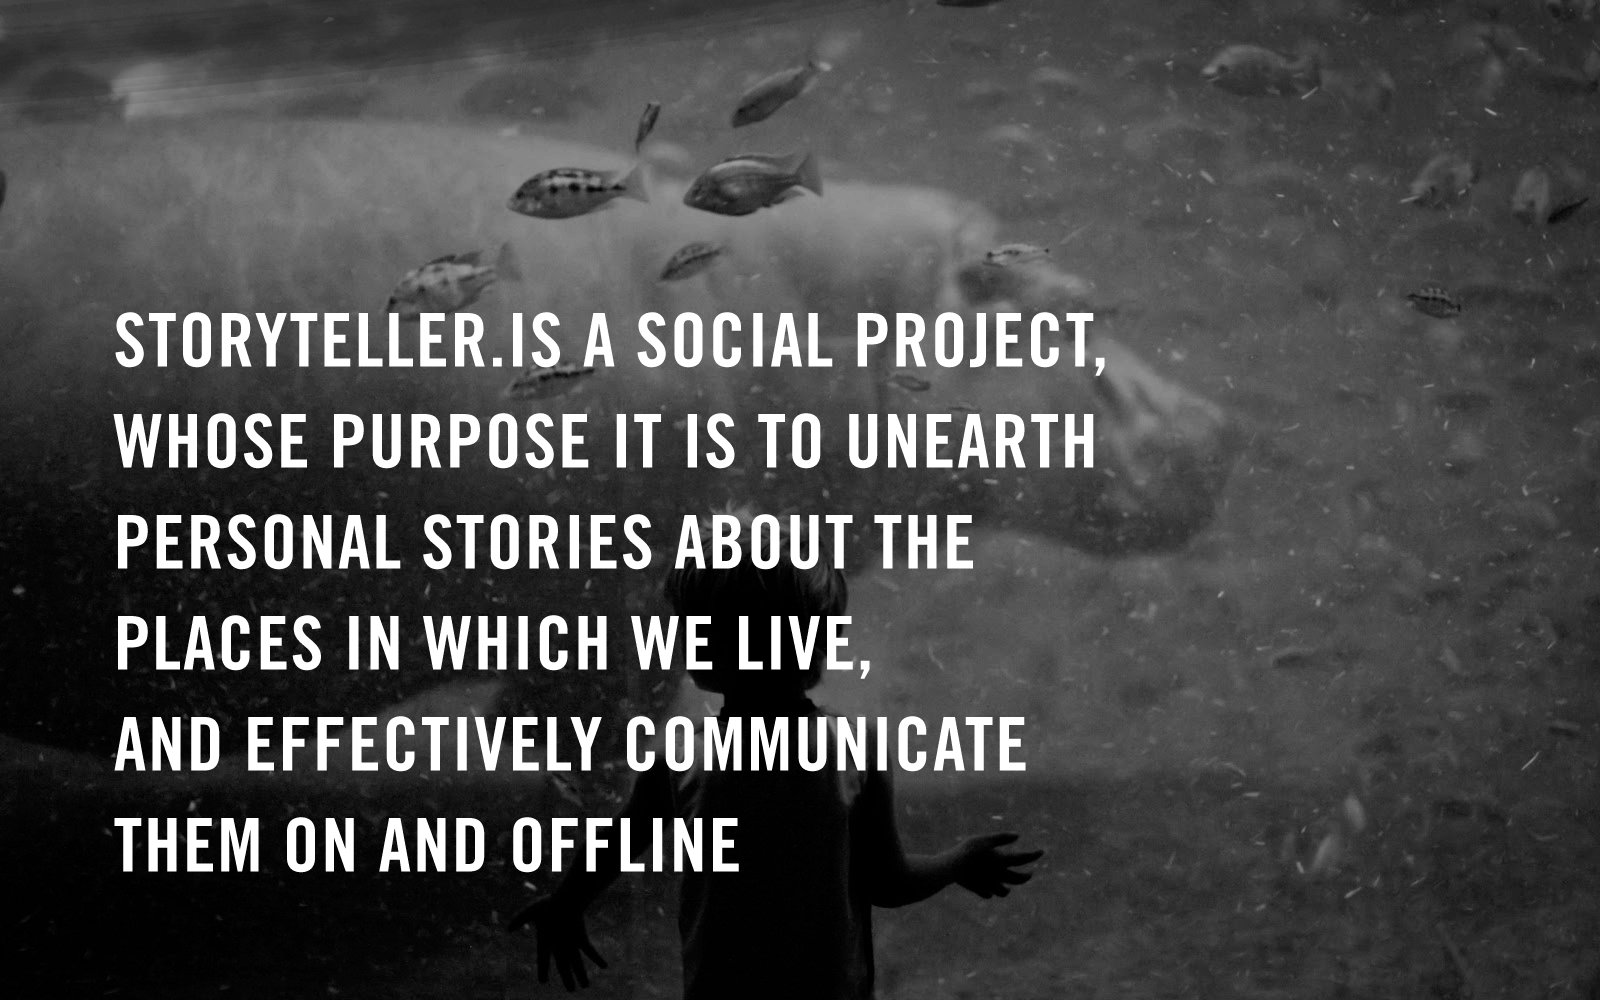 STORYTELLER.IS A SOCIAL PROJECT,
WHOSE PURPOSE IT IS TO UNEARTH
PERSONAL STORIES ABOUT THE
PLACES IN WHICH WE LIVE,
AND EFFECTIVELY COMMUNICATE
THEM ON AND OFFLINE